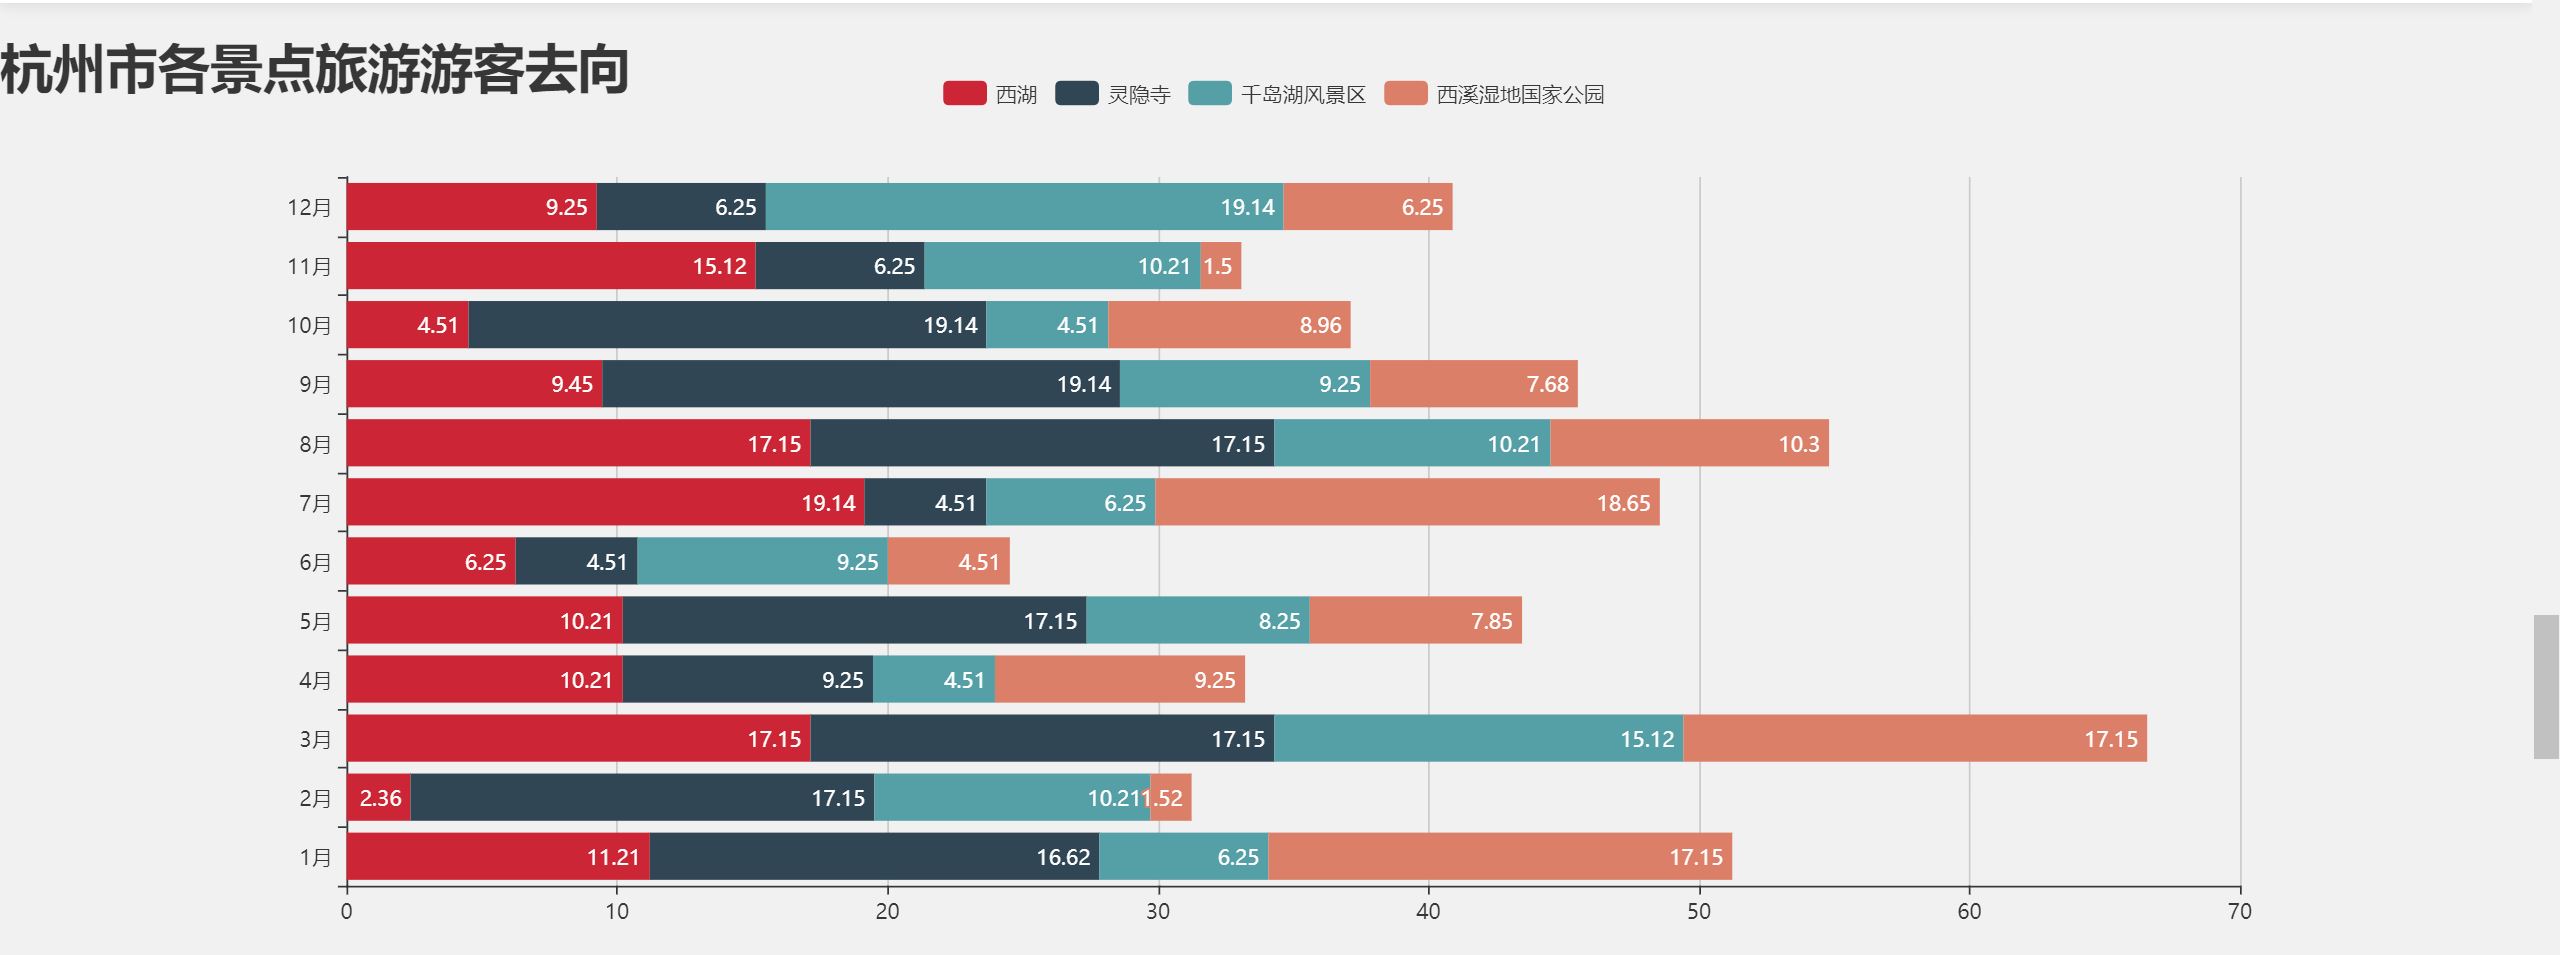 杭州市各景点旅游游客去向
西湖 灵隐寺 千岛湖风景区 西溪湿地国家公园
12月 9.25 6.25 19.14 6.25
11月 15.12 6.25 10.21 1.5
10月 4.51 19.14 4.51 8.96
9月 9.45 19.14 9.25 7.68
8月 17.15 17.15 10.21 10.3
7月 19.14 4.51 6.25 18.65
6月 6.25 4.51 9.25 4.51
5月 10.21 17.15 8.25 7.85
4月 10.21 9.25 4.51 9.25
3月 17.15 17.15 15.12 17.15
2月 2.36 17.15 10.21 1.52
1月 11.21 16.62 6.25 17.15
0 10 20 30 40 50 60 70